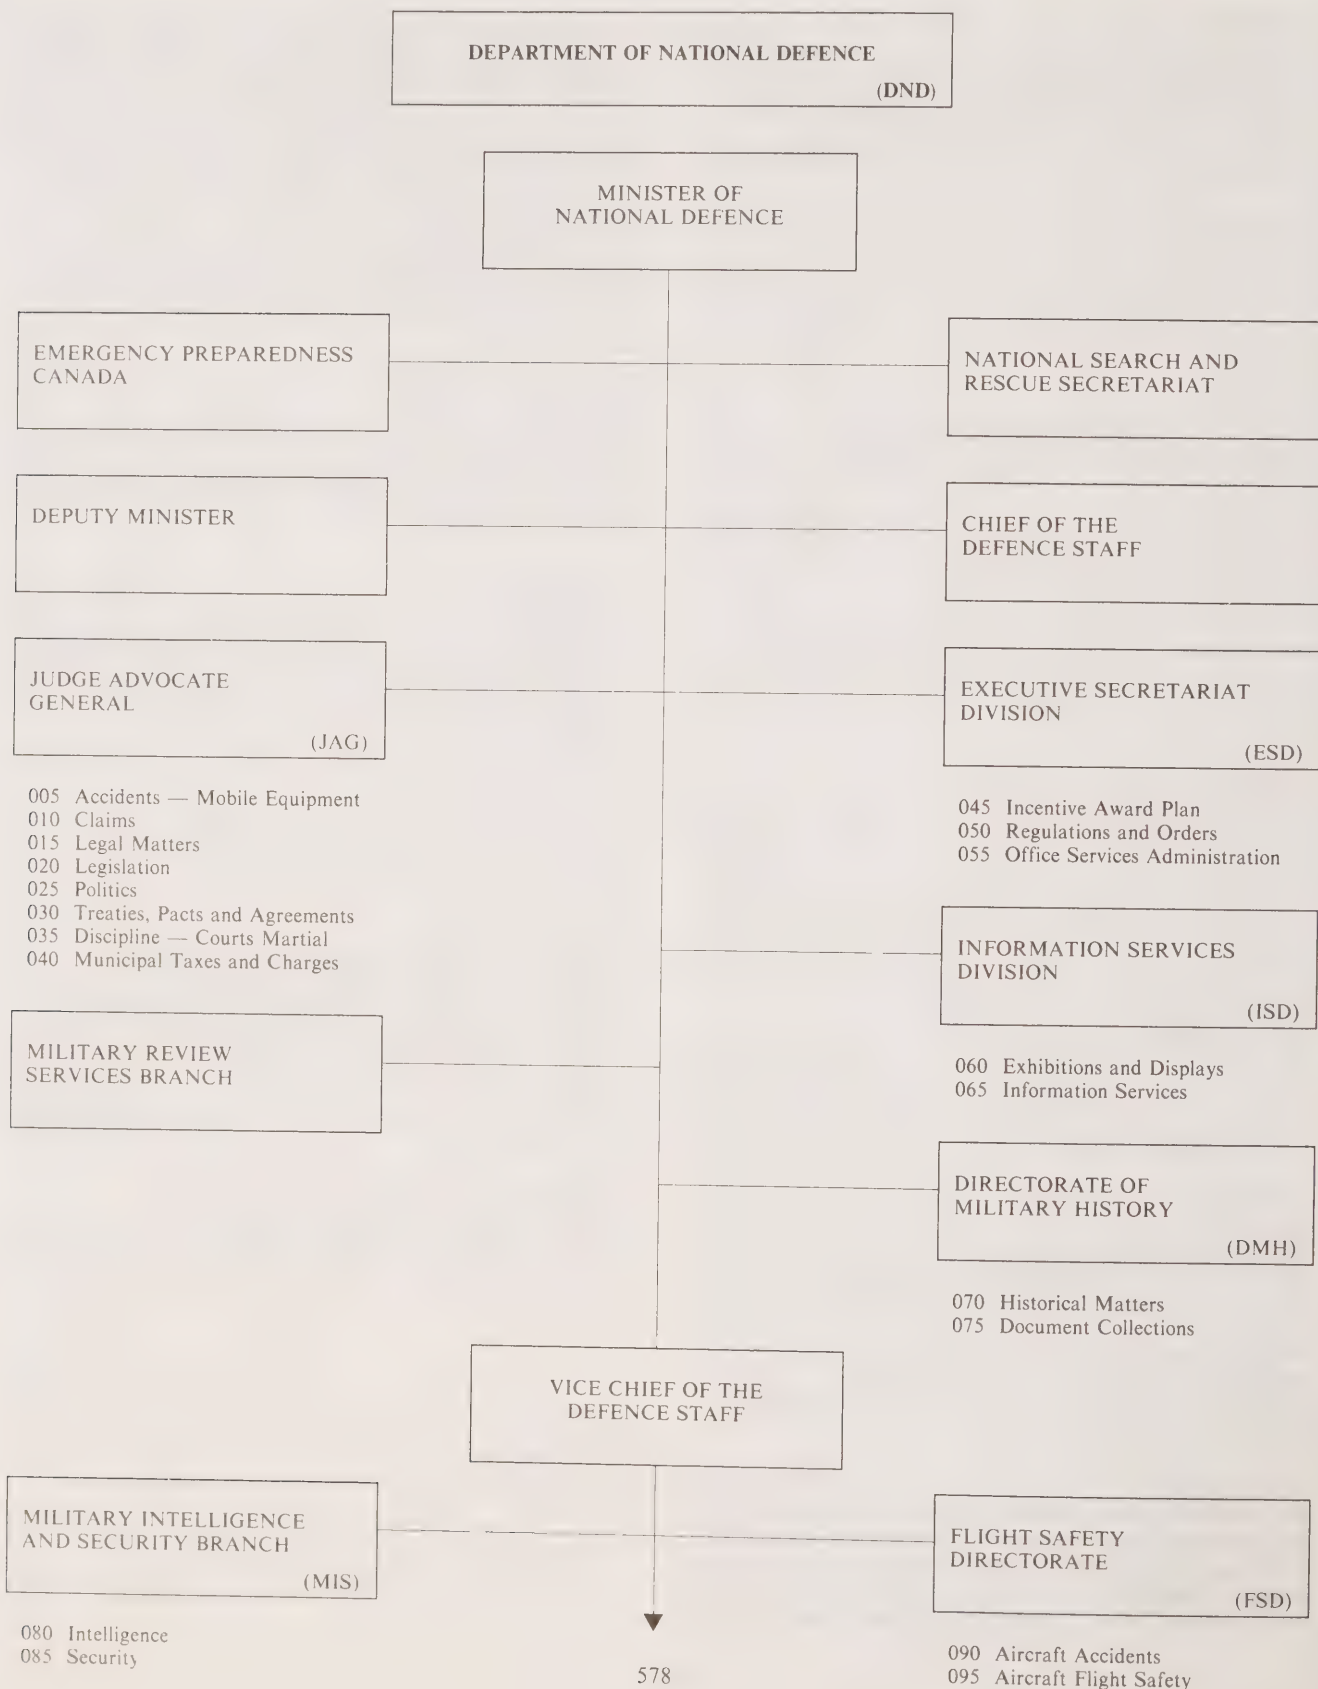 DEPARTMENT OF NATIONAL DEFENCE
(DND)
MINISTER OF
NATIONAL DEFENCE
EMERGENCY PREPAREDNESS
CANADA
NATIONAL SEARCH AND
RESCUE SECRETARIAT
DEPUTY MINISTER
CHIEF OF THE
DEFENCE STAFF
JUDGE ADVOCATE
GENERAL
(JAG)
005 Accidents — Mobile Equipment
010 Claims
015 Legal Matters
020 Legislation
025 Politics
030 Treaties, Pacts and Agreements
035 Discipline — Courts Martial
040 Municipal Taxes and Charges
EXECUTIVE SECRETARIAT
DIVISION
(ESD)
045 Incentive Award Plan
050 Regulations and Orders
055 Office Services Administration
INFORMATION SERVICES
DIVISION
(ISD)
060 Exhibitions and Displays
065 Information Services
MILITARY REVIEW
SERVICES BRANCH
DIRECTORATE OF
MILITARY HISTORY
(DMH)
070 Historical Matters
075 Document Collections
VICE CHIEF OF THE
DEFENCE STAFF
MILITARY INTELLIGENCE
AND SECURITY BRANCH
(MIS)
080 Intelligence
085 Security
FLIGHT SAFETY
DIRECTORATE
(FSD)
090 Aircraft Accidents
095 Aircraft Flight Safety
578